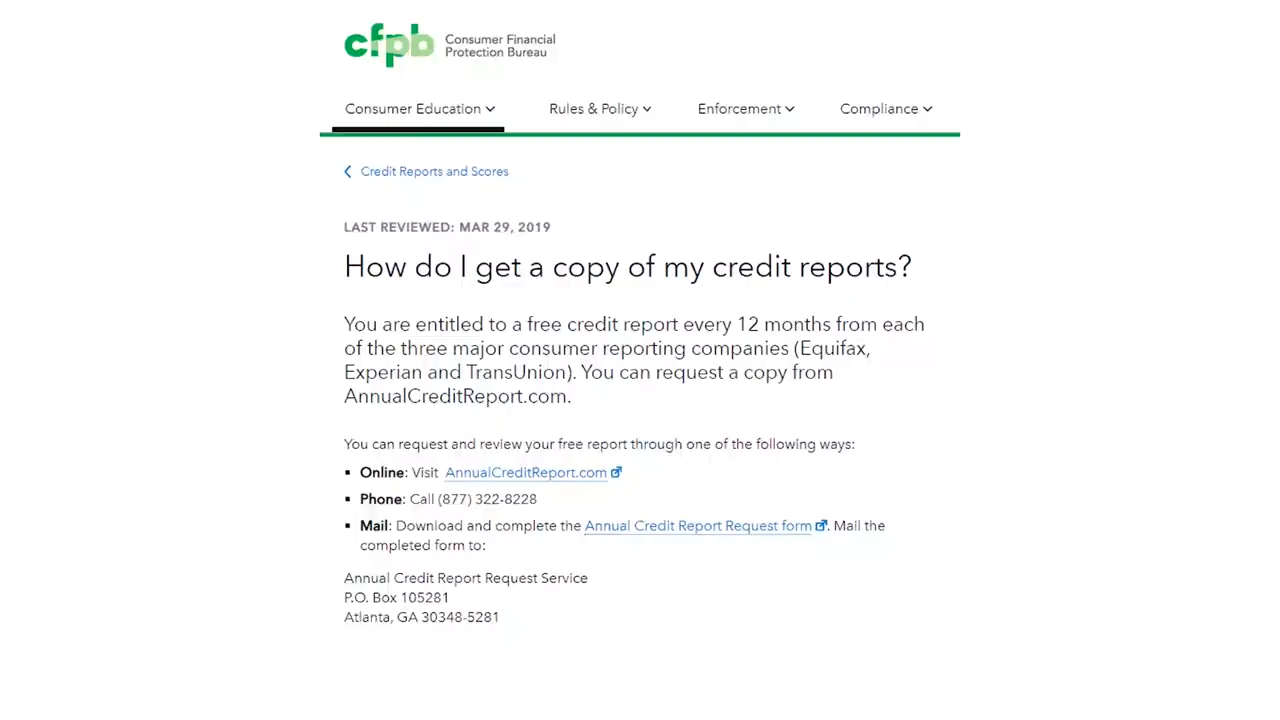 cfpb Consumer Financial
Protection Bureau
Consumer Education Rules & Policy Enforcement Compliance
Credit Reports and Scores
LAST REVIEWED: MAR 29, 2019
How do I get a copy of my credit reports?
You are entitled to a free credit report every 12 months from each
of the three major consumer reporting companies (Equifax,
Experian and TransUnion). You can request a copy from
AnnualCreditReport.com.
You can request and review your free report through one of the following ways:
▪ Online: Visit AnnualCreditReport.com
▪ Phone: Call (877) 322-8228
▪ Mail: Download and complete the Annual Credit Report Request form. Mail the
completed form to:
Annual Credit Report Request Service
P.O. Box 105281
Atlanta, GA 30348-5281